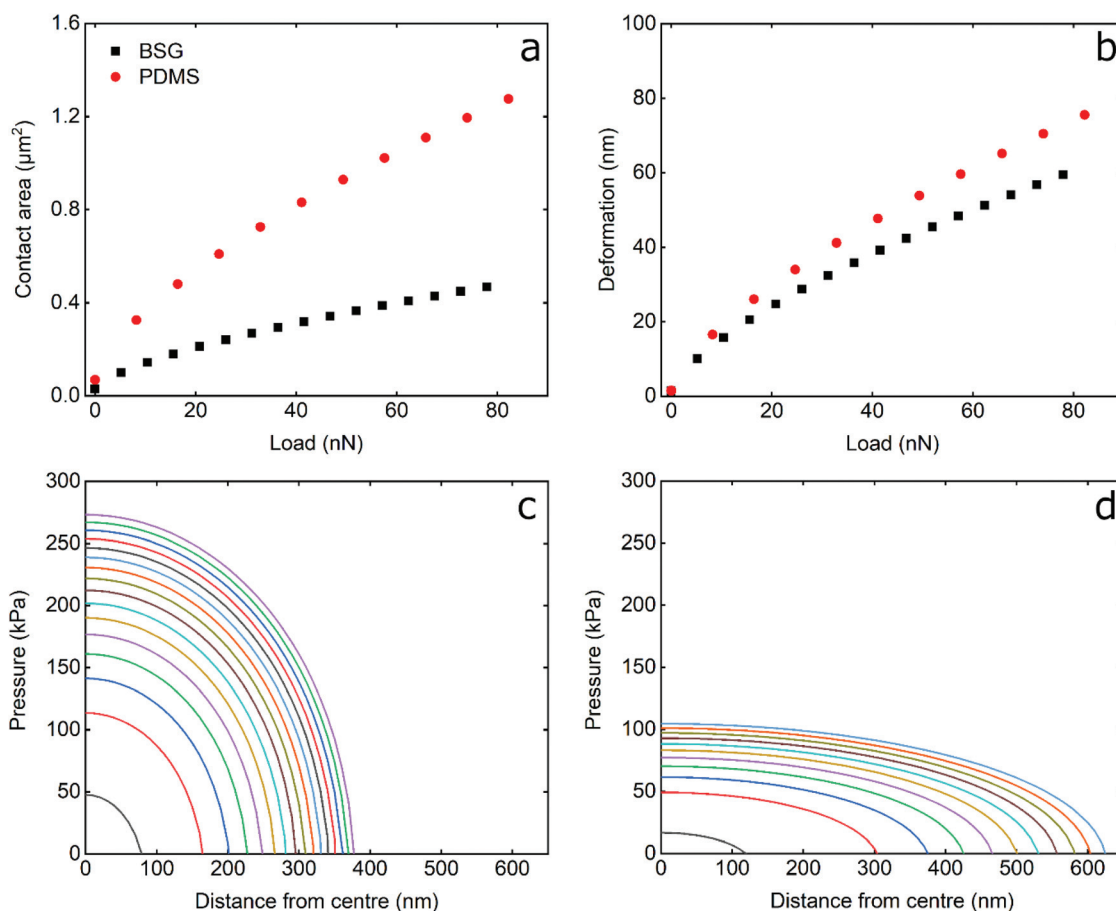 a
Contact area (μm²)
1.6
1.2
0.8
0.4
0.0
BSG
PDMS
0 20 40 60 80
Load (nN)
b
Deformation (nm)
100
80
60
40
20
0
0 20 40 60 80
Load (nN)
c
Pressure (kPa)
300
250
200
150
100
50
0
0 100 200 300 400 500 600
Distance from centre (nm)
d
Pressure (kPa)
300
250
200
150
100
50
0
0 100 200 300 400 500 600
Distance from centre (nm)